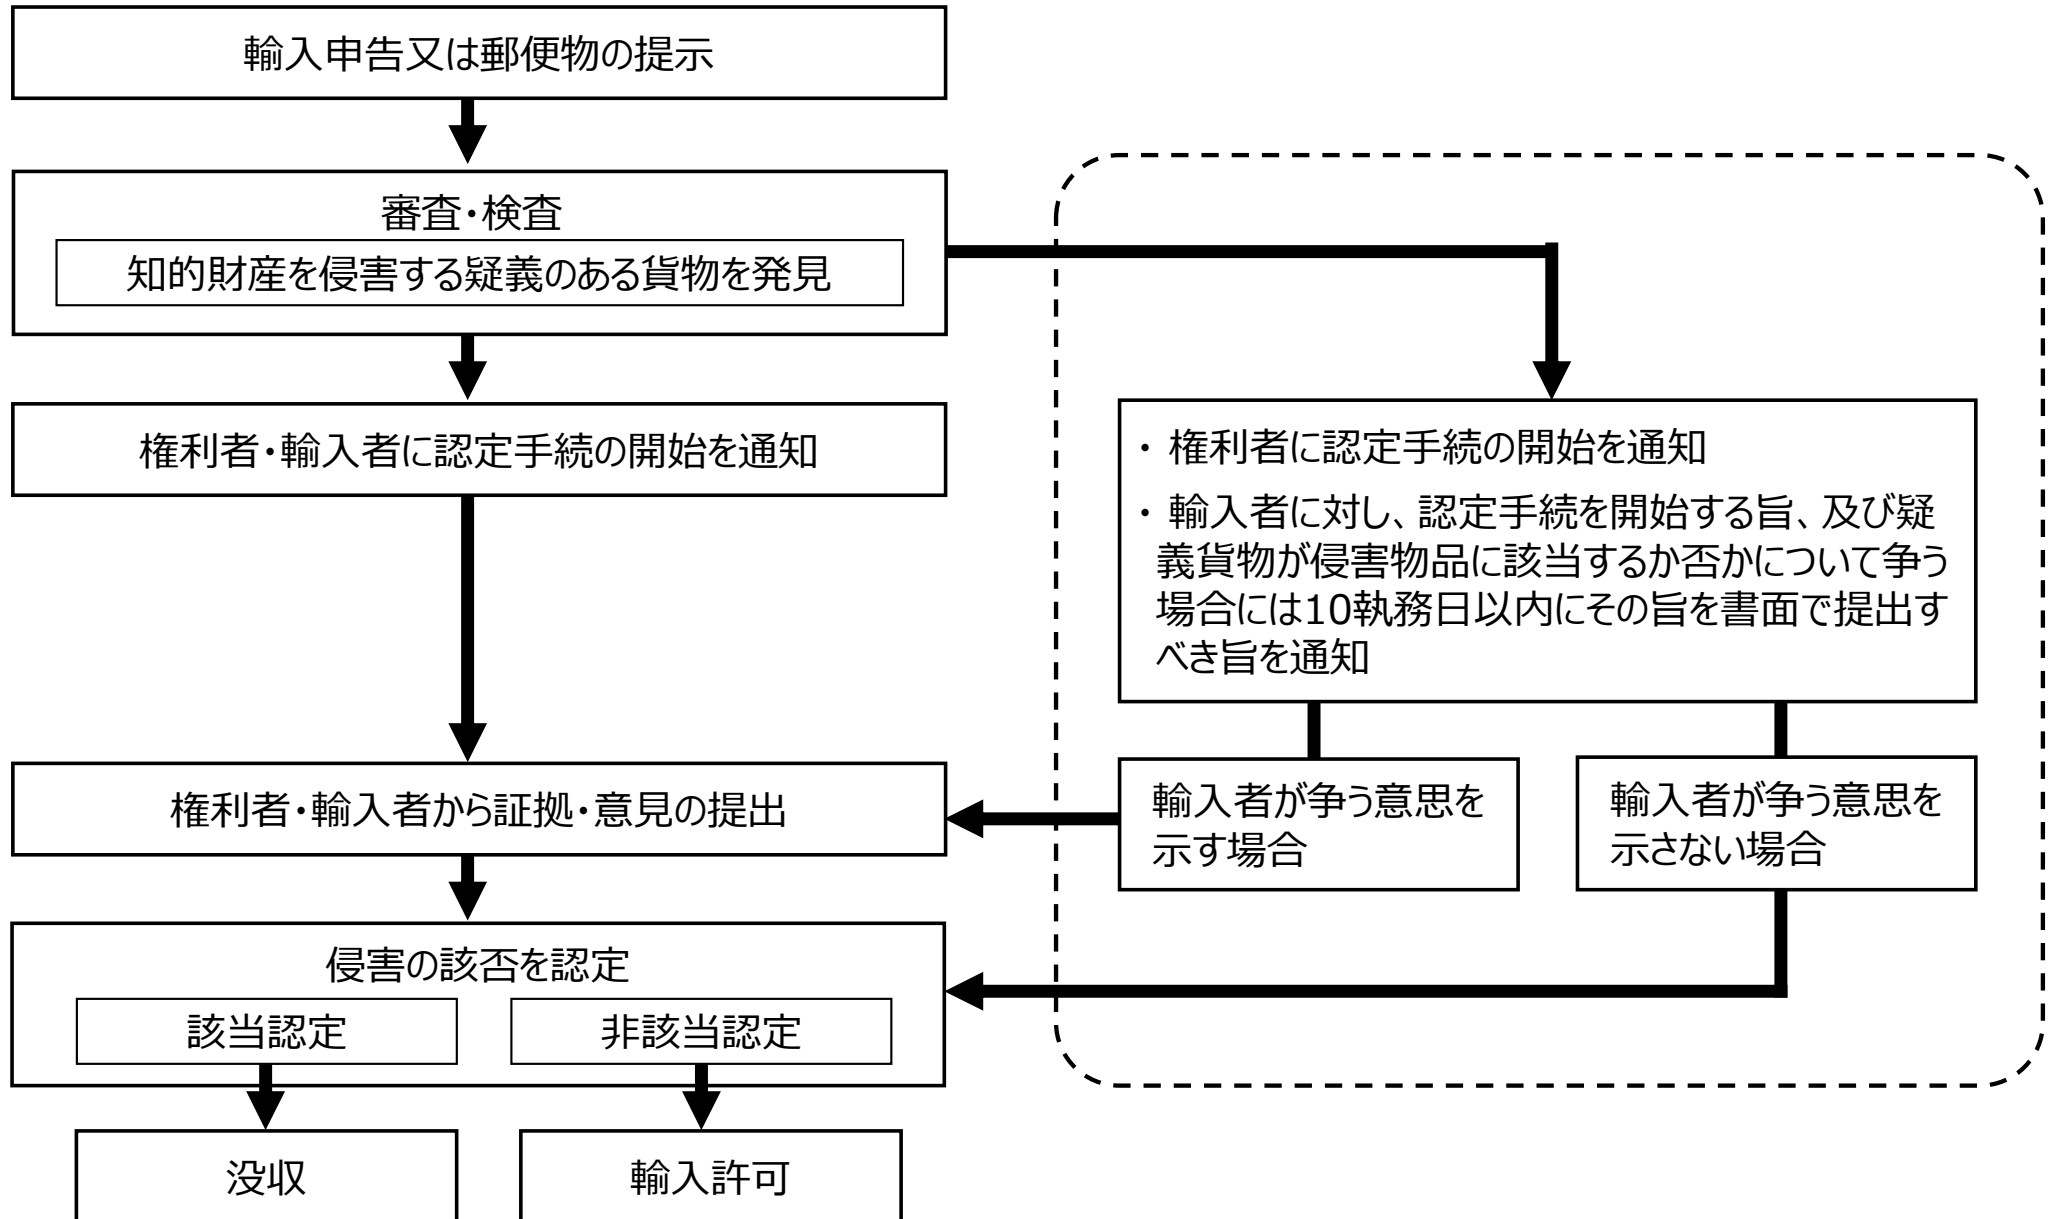 輸入申告又は郵便物の提示
審査・検査
知的財産を侵害する疑義のある貨物を発見
権利者・輸入者に認定手続の開始を通知
・ 権利者に認定手続の開始を通知
・ 輸入者に対し、認定手続を開始する旨、及び疑
義貨物が侵害物品に該当するか否かについて争う
場合には10執務日以内にその旨を書面で提出す
べき旨を通知
権利者・輸入者から証拠・意見の提出
輸入者が争う意思を
示す場合
輸入者が争う意思を
示さない場合
侵害の該否を認定
該当認定
非該当認定
没収
輸入許可